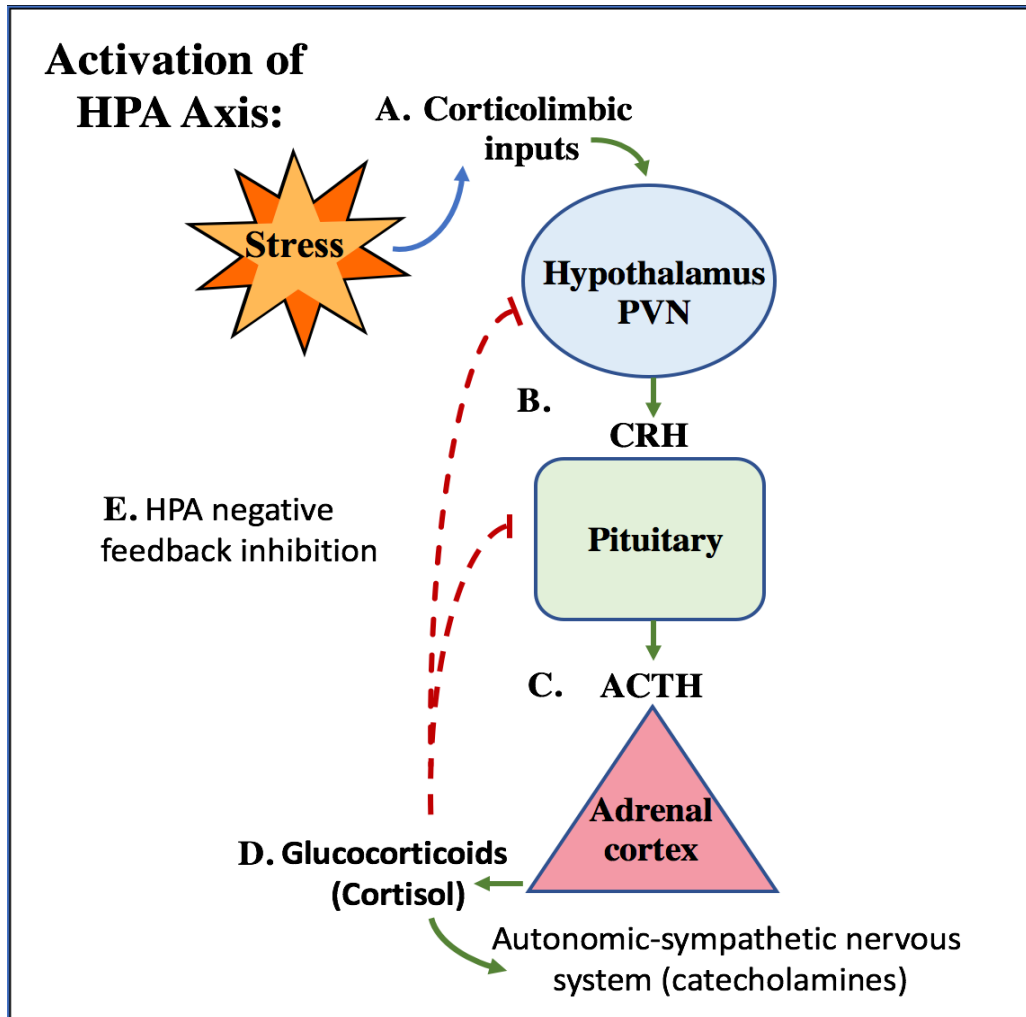 Activation of
HPA Axis:
A. Corticolimbic
inputs
Stress
Hypothalamus
PVN
B.
CRH
E. HPA negative
feedback inhibition
Pituitary
C. ACTH
Adrenal
cortex
D. Glucocorticoids
(Cortisol)
Autonomic-sympathetic nervous
system (catecholamines)